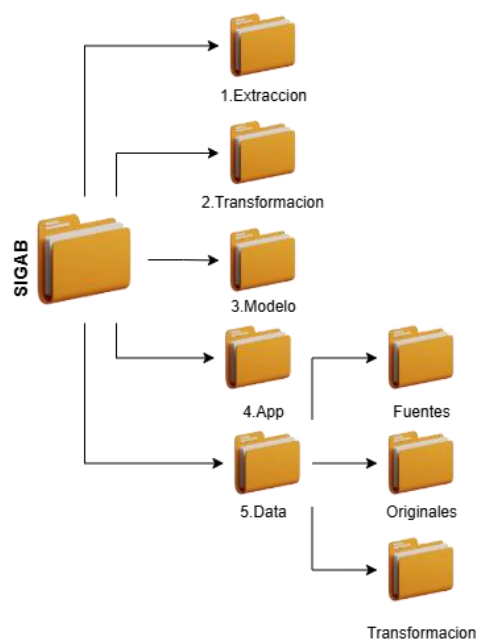 1.Extraccion
2.Transformacion
SIGAB
3.Modelo
4.App
Fuentes
5.Data
Originales
Transformacion